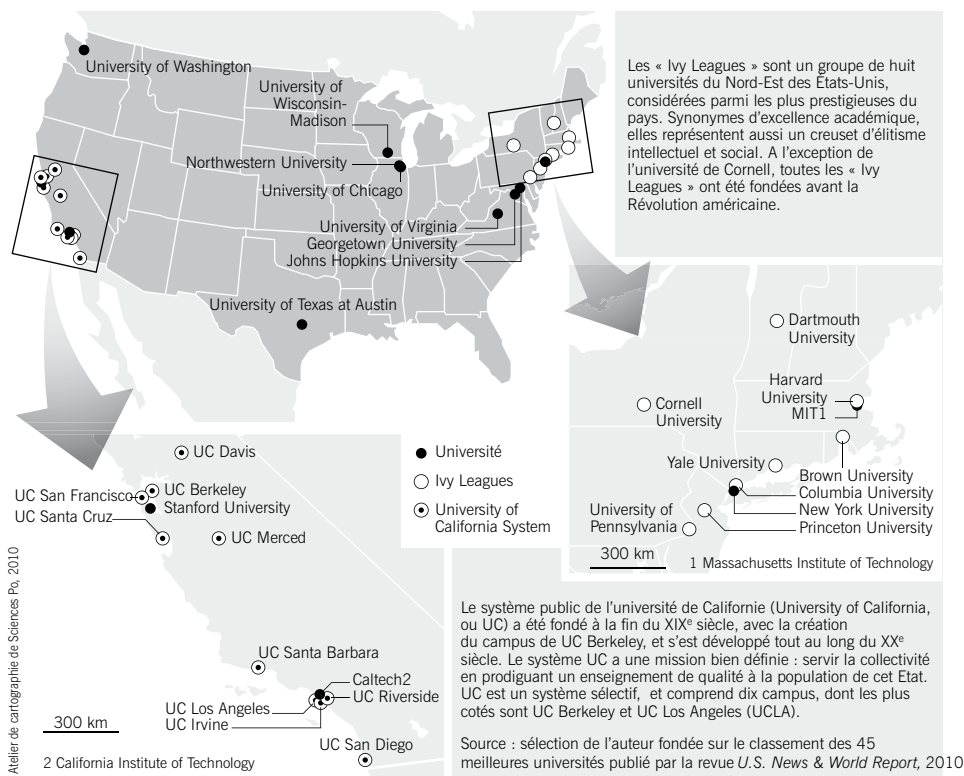 University of Washington
University of
Wisconsin-
Madison
Northwestern University
University of Chicago
University of Virginia
Georgetown University
Johns Hopkins University
University of Texas at Austin
Les « Ivy Leagues » sont un groupe de huit
universités du Nord-Est des États-Unis,
considérées parmi les plus prestigieuses du
pays. Synonymes d’excellence académique,
elles représentent aussi un creuset d’élitisme
intellectuel et social. A l’exception de
l’université de Cornell, toutes les « Ivy
Leagues » ont été fondées avant la
Révolution américaine.
Dartmouth
University
Harvard
University
MIT1
Cornell
University
Yale University
Brown University
Columbia University
New York University
Princeton University
University of
Pennsylvania
300 km
1 Massachusetts Institute of Technology
Université
Ivy Leagues
University of
California System
UC Davis
UC San Francisco
UC Berkeley
Stanford University
UC Santa Cruz
UC Merced
UC Santa Barbara
Caltech2
UC Riverside
UC Los Angeles
UC Irvine
UC San Diego
300 km
2 California Institute of Technology
Atelier de cartographie de Sciences Po, 2010
Le système public de l’université de Californie (University of California,
ou UC) a été fondé à la fin du XIXe siècle, avec la création
du campus de UC Berkeley, et s’est développé tout au long du XXe
siècle. Le système UC a une mission bien définie : servir la collectivité
en prodiguant un enseignement de qualité à la population de cet Etat.
UC est un système sélectif, et comprend dix campus, dont les plus
cotés sont UC Berkeley et UC Los Angeles (UCLA).
Source : sélection de l’auteur fondée sur le classement des 45
meilleures universités publié par la revue U.S. News & World Report, 2010